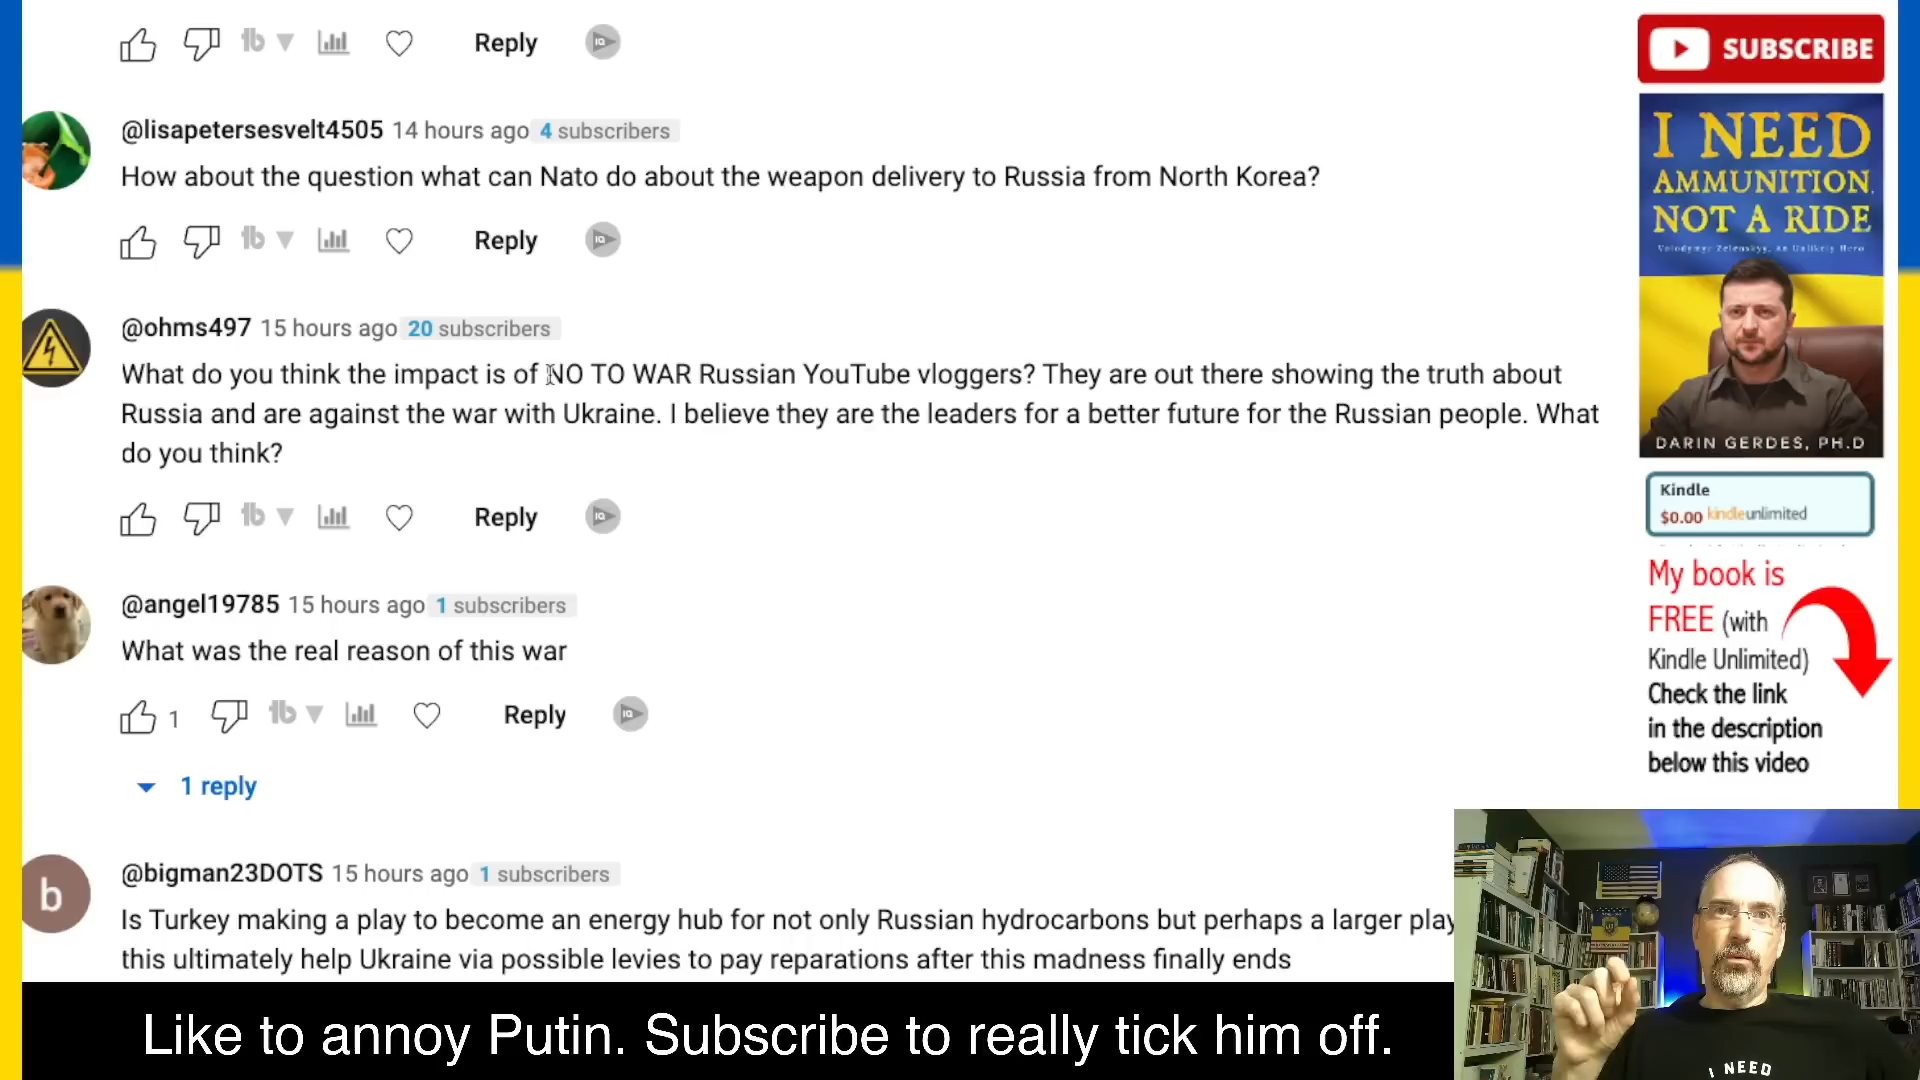 Reply
SUBSCRIBE
@lisapetersesvelt4505 14 hours ago 4 subscribers
How about the question what can Nato do about the weapon delivery to Russia from North Korea?
Reply
@ohms497 15 hours ago 20 subscribers
What do you think the impact is of NO TO WAR Russian YouTube vloggers? They are out there showing the truth about
Russia and are against the war with Ukraine. I believe they are the leaders for a better future for the Russian people. What
do you think?
Reply
@angel19785 15 hours ago 1 subscribers
What was the real reason of this war
1 Reply
1 reply
b
@bigman23DOTS 15 hours ago 1 subscribers
Is Turkey making a play to become an energy hub for not only Russian hydrocarbons but perhaps a larger play
this ultimately help Ukraine via possible levies to pay reparations after this madness finally ends
I NEED
AMMUNITION,
NOT A RIDE
Volodymyr Zelenskyy, An Unlikely Hero
DARIN GERDES, PH.D
Kindle
$0.00 kindleunlimited
My book is
FREE (with
Kindle Unlimited)
Check the link
in the description
below this video
I NEED
Like to annoy Putin. Subscribe to really tick him off.